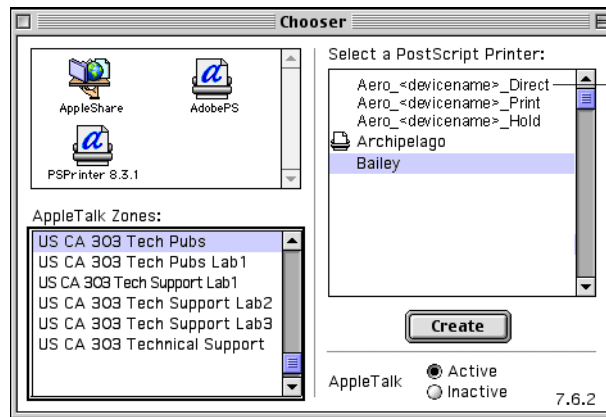 Chooser
AppleShare
AdobePS
PSPrinter 8.3.1
AppleTalk Zones:
US CA 303 Tech Pubs
US CA 303 Tech Pubs Lab1
US CA 303 Tech Support Lab1
US CA 303 Tech Support Lab2
US CA 303 Tech Support Lab3
US CA 303 Technical Support
Select a PostScript Printer:
Aero_<devicename>_Direct
Aero_<devicename>_Print
Aero_<devicename>_Hold
Archipelago
Bailey
Create
AppleTalk
Active
Inactive
7.6.2